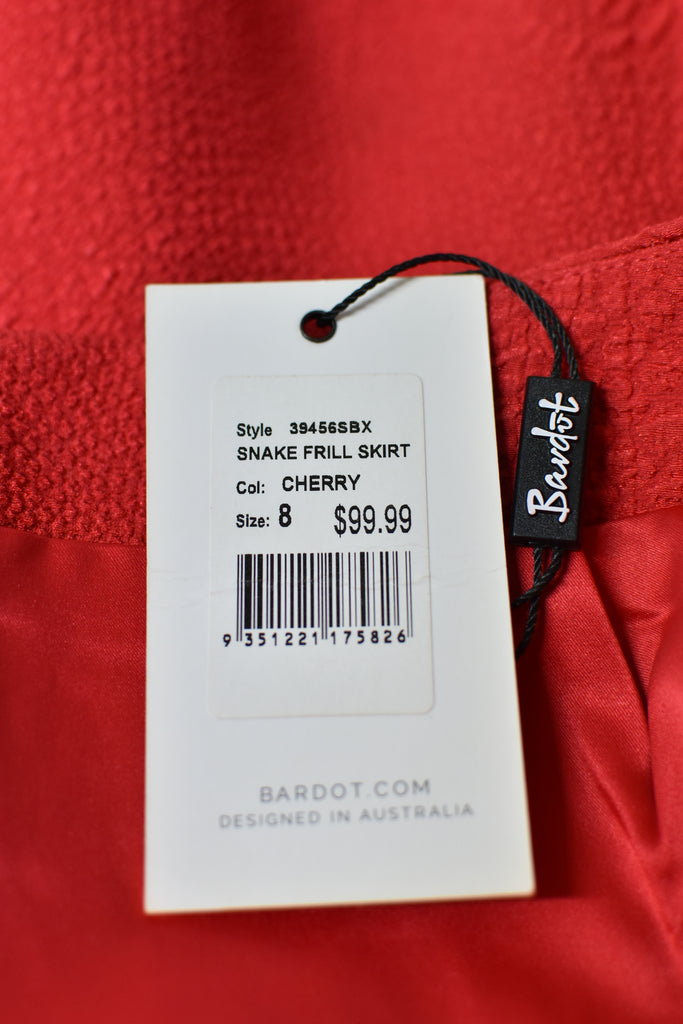 Style 39456SBX
SNAKE FRILL SKIRT
Col: CHERRY
Size: 8 $99.99
9 351221 175826
BARDOT.COM
DESIGNED IN AUSTRALIA
Bardot